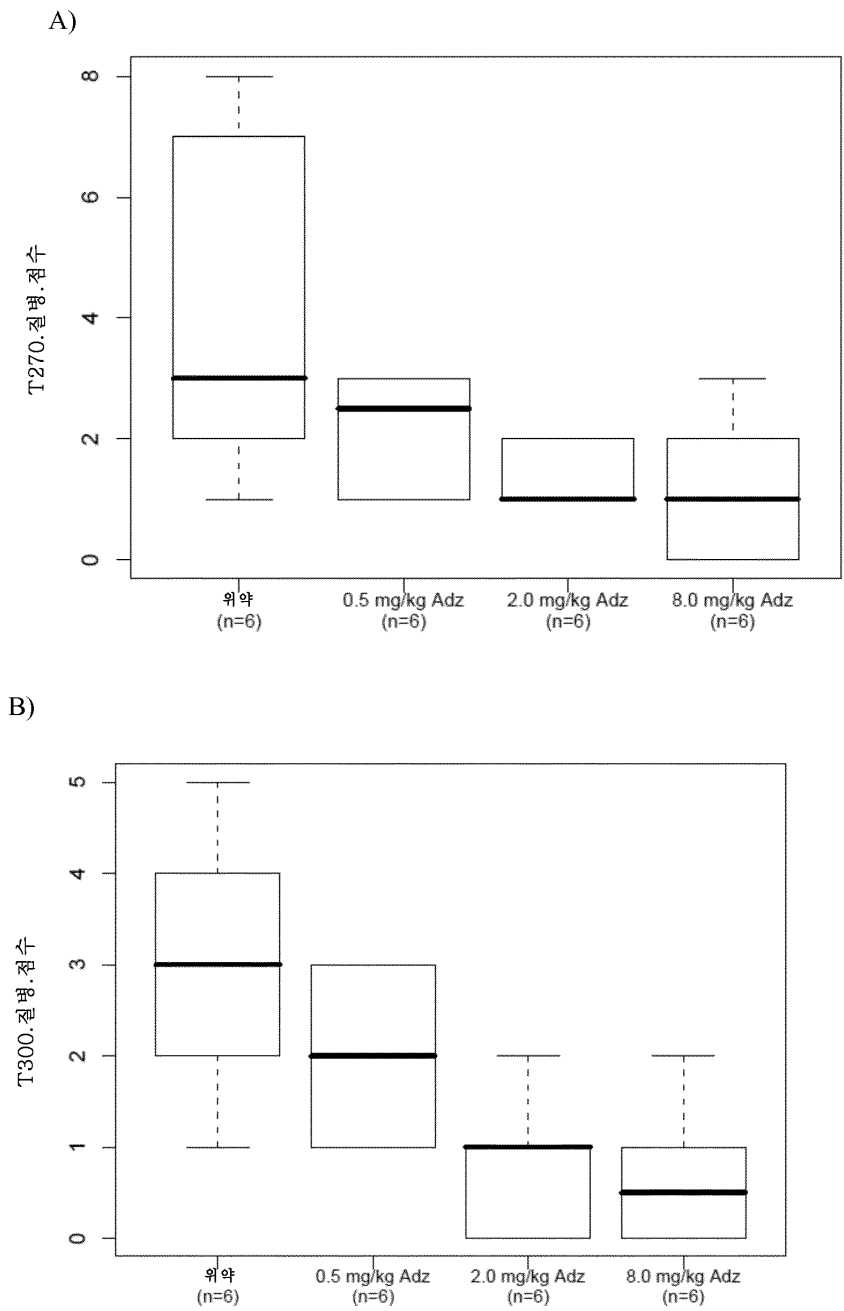 A)
T270.질병.점수
8
6
4
2
0
위약 0.5 mg/kg Adz 2.0 mg/kg Adz 8.0 mg/kg Adz
(n=6) (n=6) (n=6) (n=6)
B)
T300.질병.점수
5
4
3
2
1
0
위약 0.5 mg/kg Adz 2.0 mg/kg Adz 8.0 mg/kg Adz
(n=6) (n=6) (n=6) (n=6)